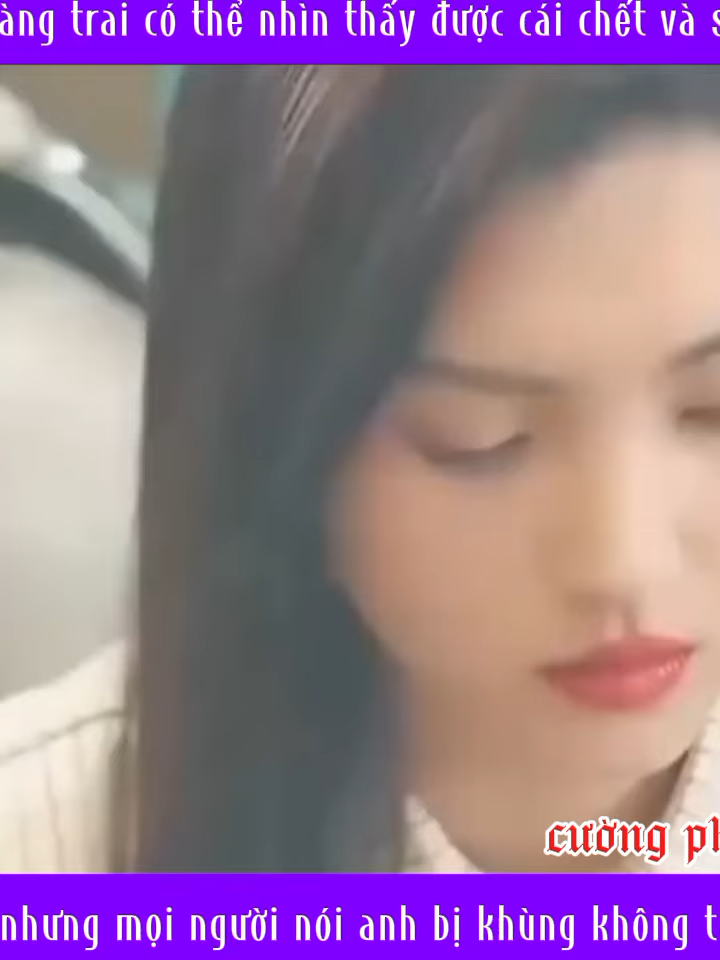 àng trai có thể nhìn thấy được cái chết và s
cường ph
nhưng mọi người nói anh bị khùng không t